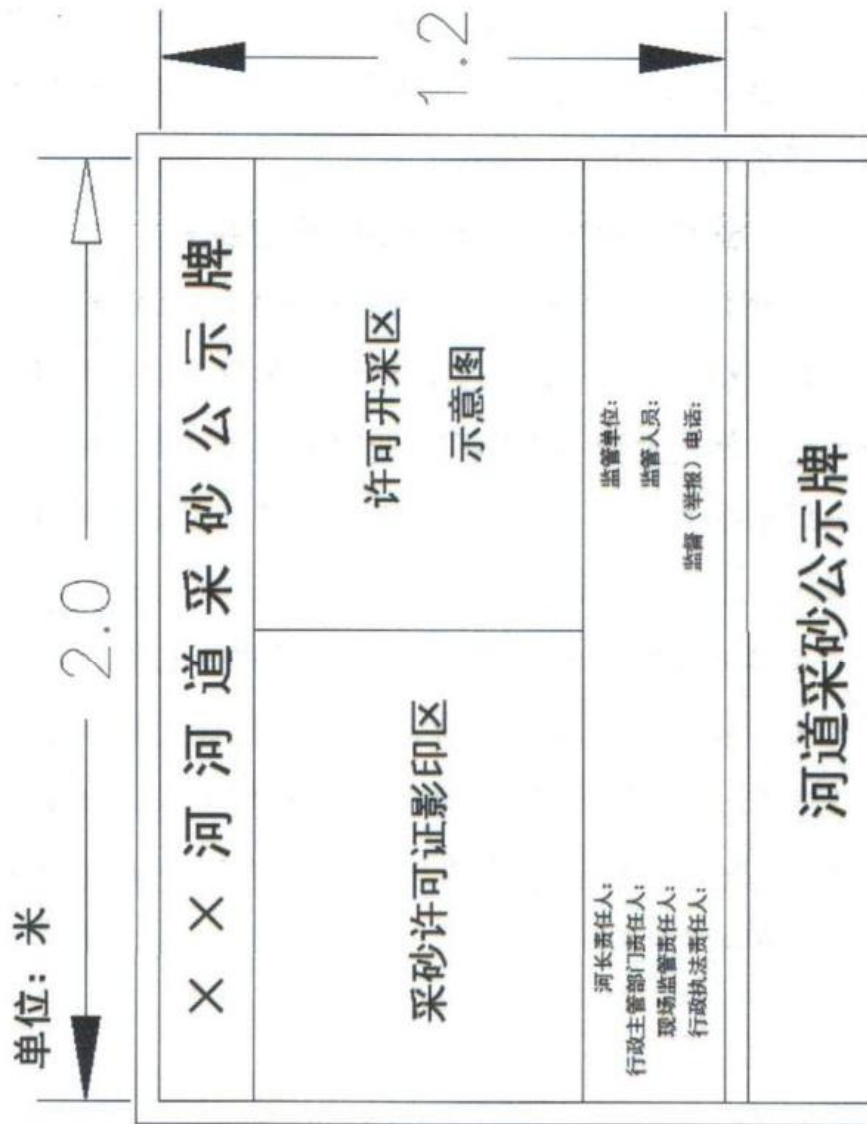 单位：米
2.0
1.2
××河河道采砂公示牌
采砂许可证影印区
许可开采区
示意图
河长责任人：
行政主管部门责任人：
现场监管责任人：
行政执法责任人：
监管单位：
监管人员：
监督（举报）电话：
河道采砂公示牌